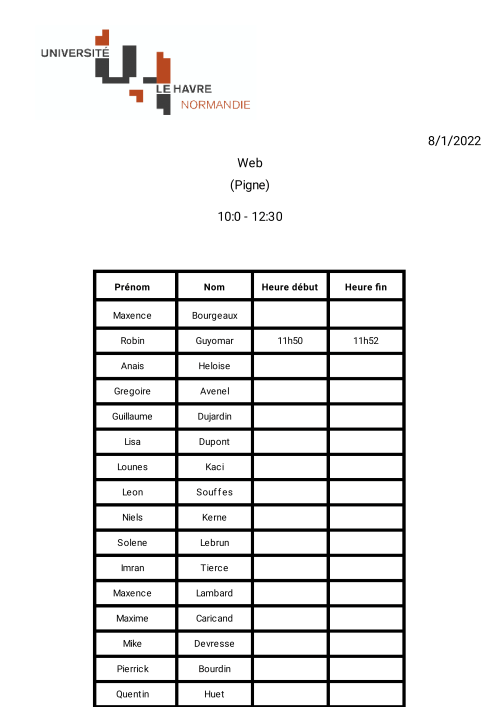 UNIVERSITÉ
LE HAVRE
NORMANDIE
8/1/2022
Web
(Pigne)
10:0 - 12:30
Prénom Nom Heure début Heure fin
Maxence Bourgeaux
Robin Guyomar 11h50 11h52
Anais Heloise
Gregoire Avenel
Guillaume Dujardin
Lisa Dupont
Lounes Kaci
Leon Souffes
Niels Kerne
Solene Lebrun
Imran Tierce
Maxence Lambard
Maxime Caricand
Mike Devresse
Pierrick Bourdin
Quentin Huet